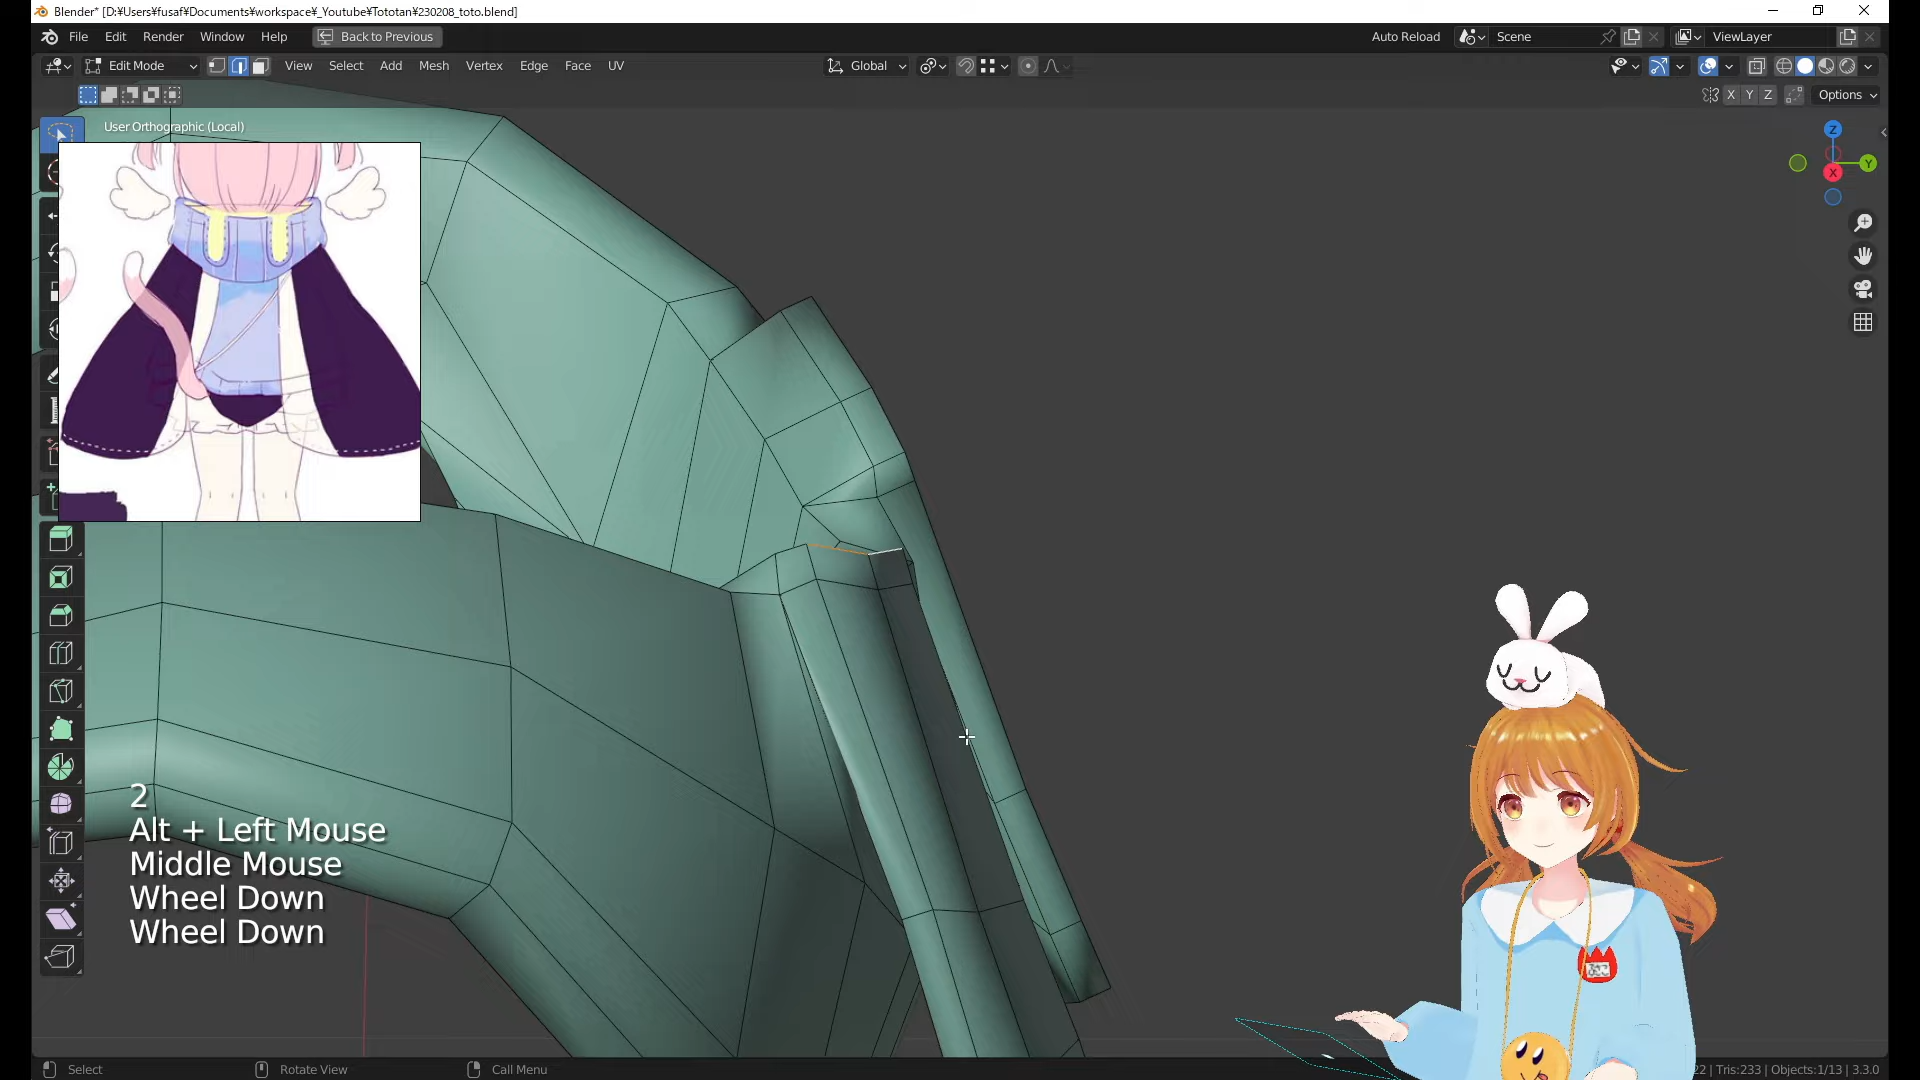 Blender* [D:¥Users¥fusaf¥Documents¥workspace¥_Youtube¥Tototan¥230208_toto.blend]
File Edit Render Window Help Back to Previous Auto Reload Scene ViewLayer
Edit Mode View Select Add Mesh Vertex Edge Face UV Global
X Y Z Options
User Orthographic (Local)
Z
Y
X
2
Alt + Left Mouse
Middle Mouse
Wheel Down
Wheel Down
Select Rotate View Call Menu 22 | Tris:233 | Objects:1/13 | 3.3.0